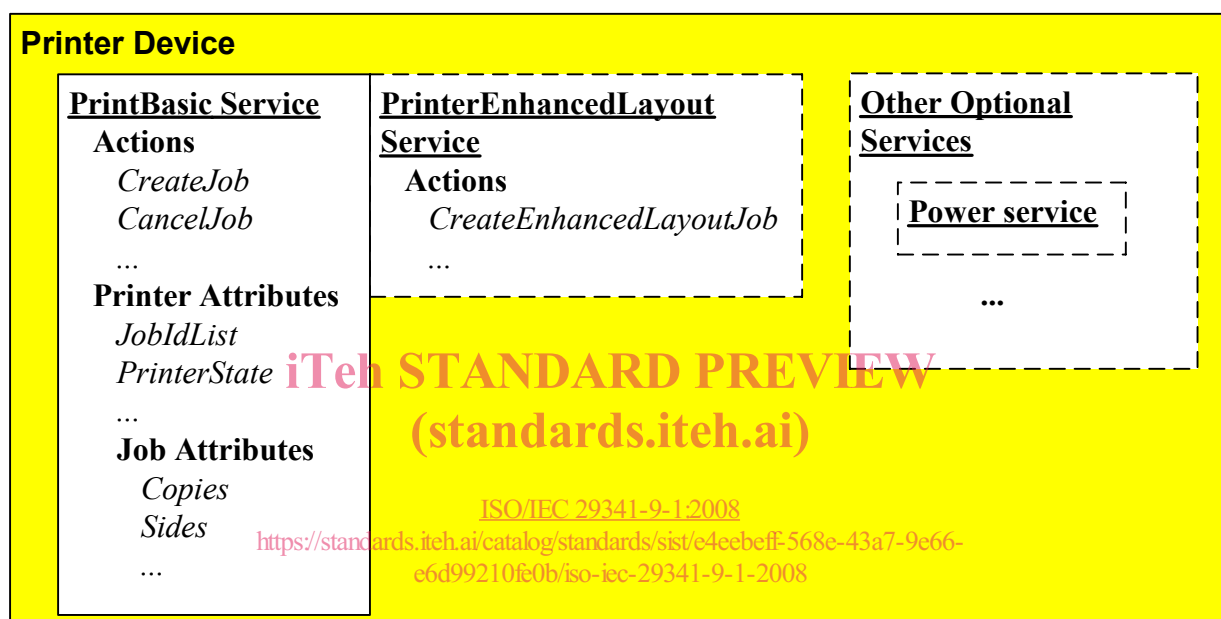 Printer Device
PrintBasic Service
Actions
CreateJob
CancelJob
...
Printer Attributes
JobIdList
PrinterState
...
Job Attributes
Copies
Sides
...
PrinterEnhancedLayout
Service
Actions
CreateEnhancedLayoutJob
...
Other Optional
Services
Power service
...
iTeh STANDARD PREVIEW
(standards.iteh.ai)
ISO/IEC 29341-9-1:2008
https://standards.iteh.ai/catalog/standards/sist/e4eebeff-568e-43a7-9e66-
e6d99210fe0b/iso-iec-29341-9-1-2008